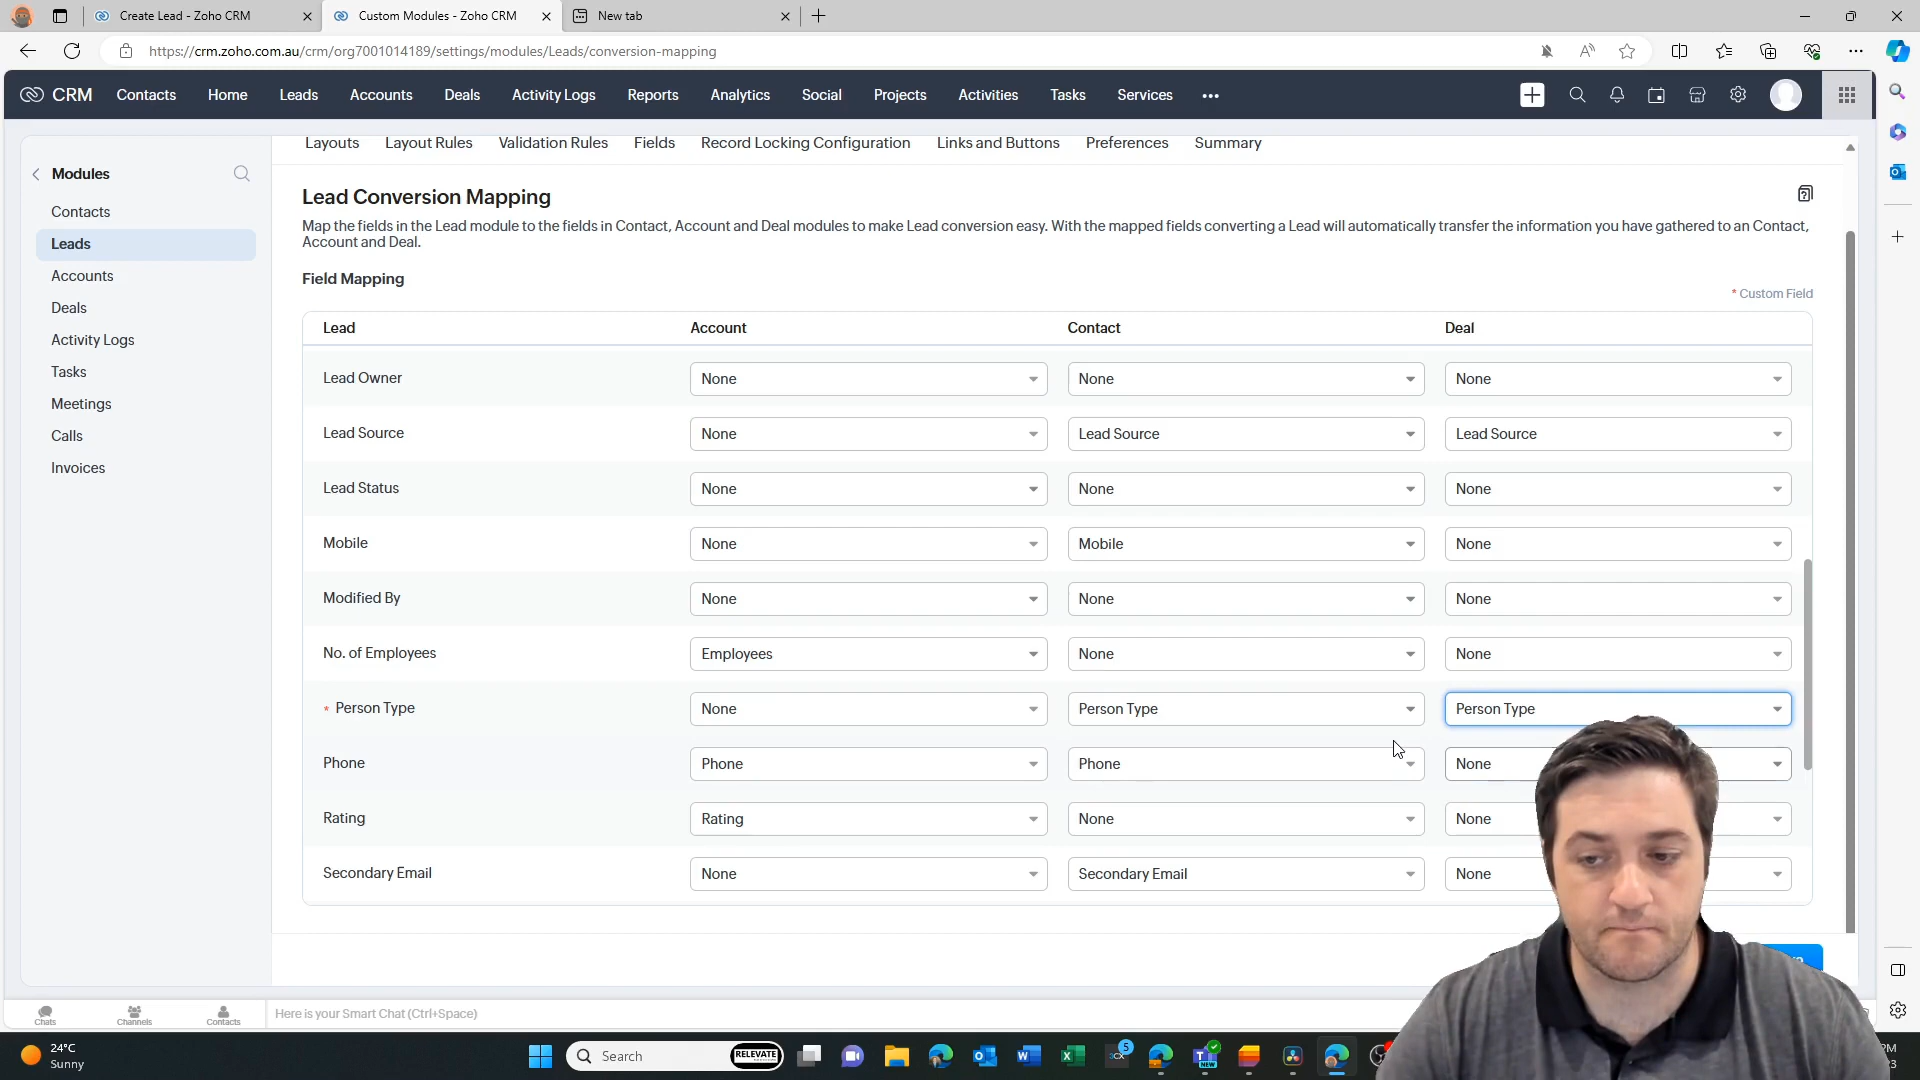 Create Lead - Zoho CRM
Custom Modules - Zoho CRM
New tab
https://crm.zoho.com.au/crm/org7001014189/settings/modules/Leads/conversion-mapping
CRM Contacts Home Leads Accounts Deals Activity Logs Reports Analytics Social Projects Activities Tasks Services
Modules
Contacts
Leads
Accounts
Deals
Activity Logs
Tasks
Meetings
Calls
Invoices
Layouts Layout Rules Validation Rules Fields Record Locking Configuration Links and Buttons Preferences Summary
Lead Conversion Mapping
Map the fields in the Lead module to the fields in Contact, Account and Deal modules to make Lead conversion easy. With the mapped fields converting a Lead will automatically transfer the information you have gathered to an Contact,
Account and Deal.
Field Mapping
* Custom Field
Lead Account Contact Deal
Lead Owner None None None
Lead Source None Lead Source Lead Source
Lead Status None None None
Mobile None Mobile None
Modified By None None None
No. of Employees Employees None None
* Person Type None Person Type Person Type
Phone Phone Phone None
Rating Rating None None
Secondary Email None Secondary Email None
Chats Channels Contacts
Here is your Smart Chat (Ctrl+Space)
24°C
Sunny
Search
RELEVATE
5
NEW
PM